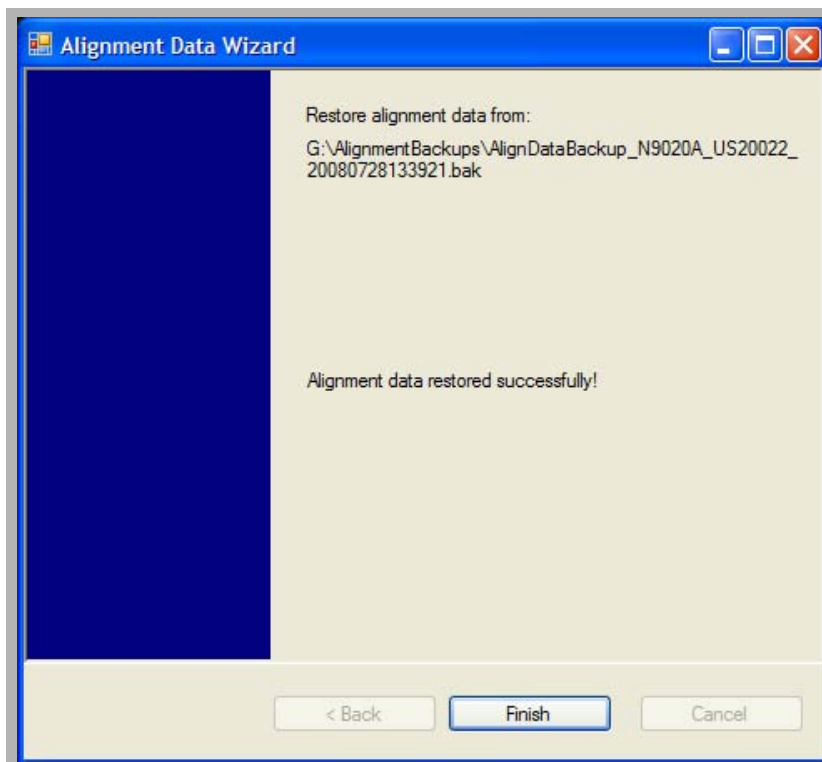 Alignment Data Wizard
Restore alignment data from:
G:\AlignmentBackups\AlignDataBackup_N9020A_US20022_
20080728133921.bak
Alignment data restored successfully!
< Back
Finish
Cancel